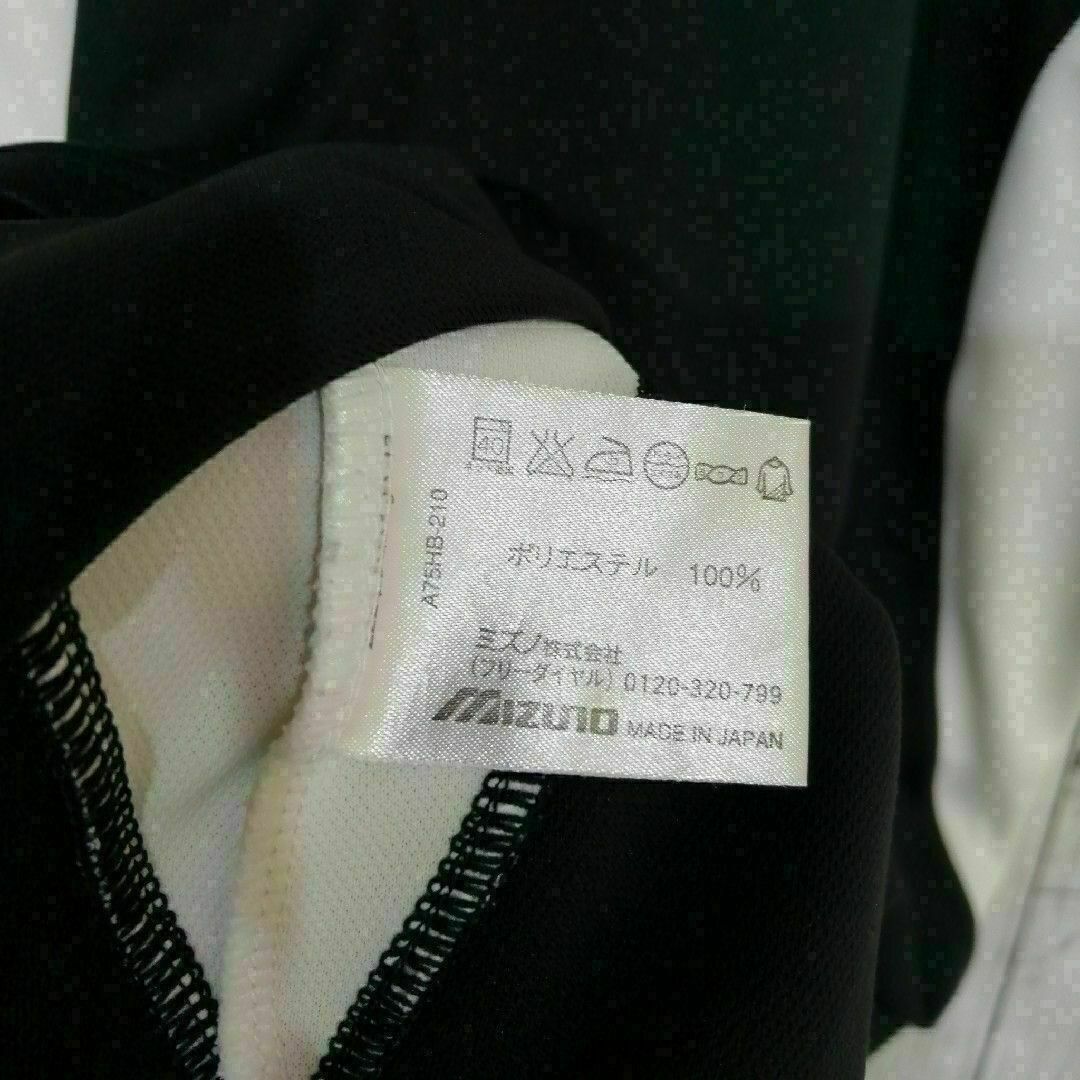 40
ポリエステル 100%
A75HB-210
ミズノ株式会社
(フリーダイヤル) 0120-320-799
MIZUNO MADE IN JAPAN